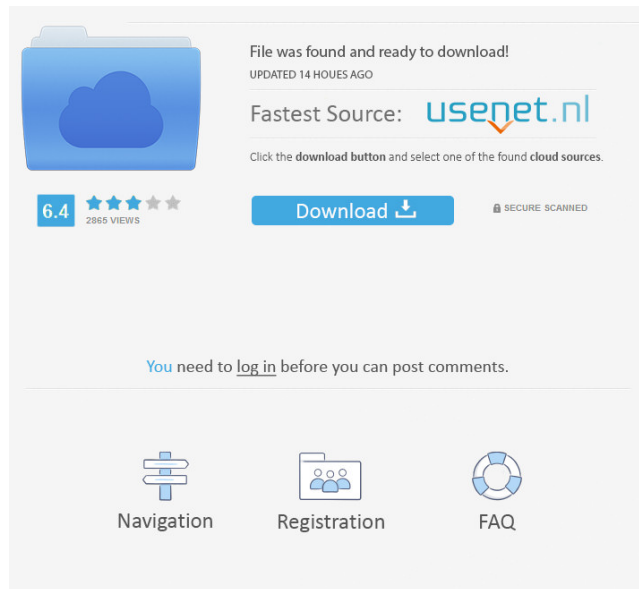 File was found and ready to download!
UPDATED 14 HOUES AGO
Fastest Source: usenet.nl
Click the download button and select one of the found cloud sources.
6.4
2865 VIEWS
Download
SECURE SCANNED
You need to log in before you can post comments.
Navigation
Registration
FAQ